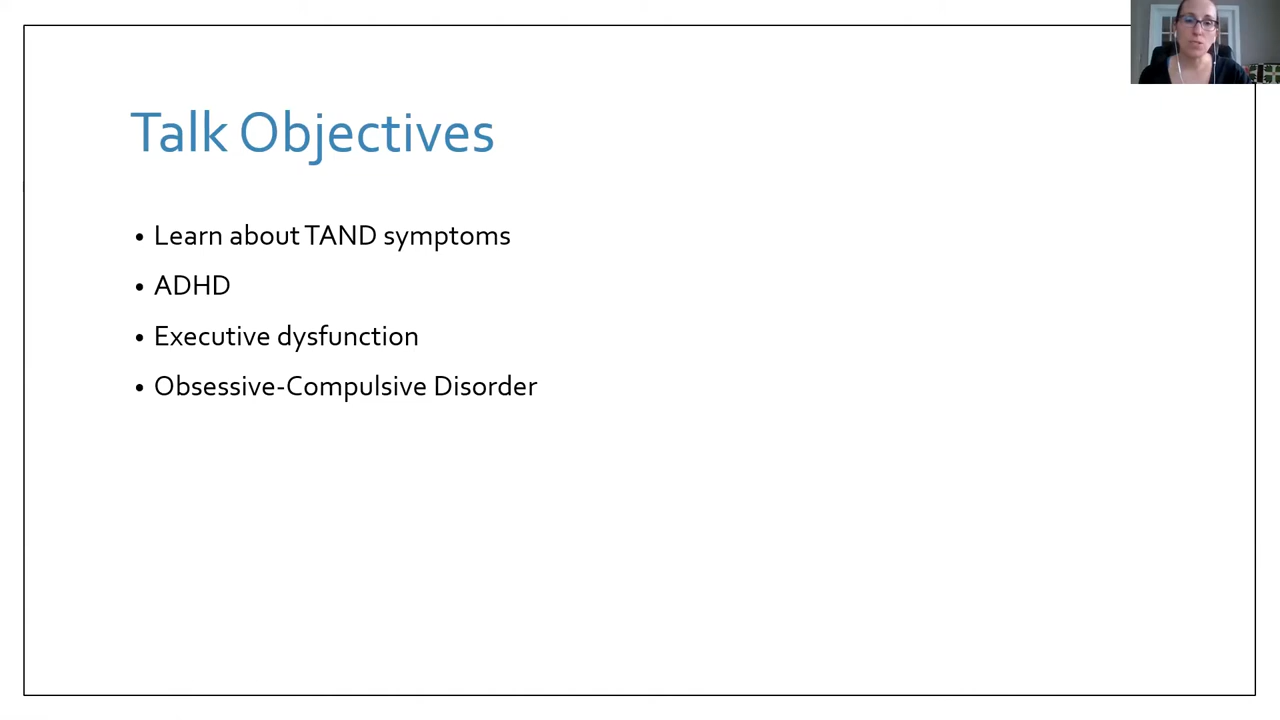 Talk Objectives
• Learn about TAND symptoms
• ADHD
• Executive dysfunction
• Obsessive-Compulsive Disorder